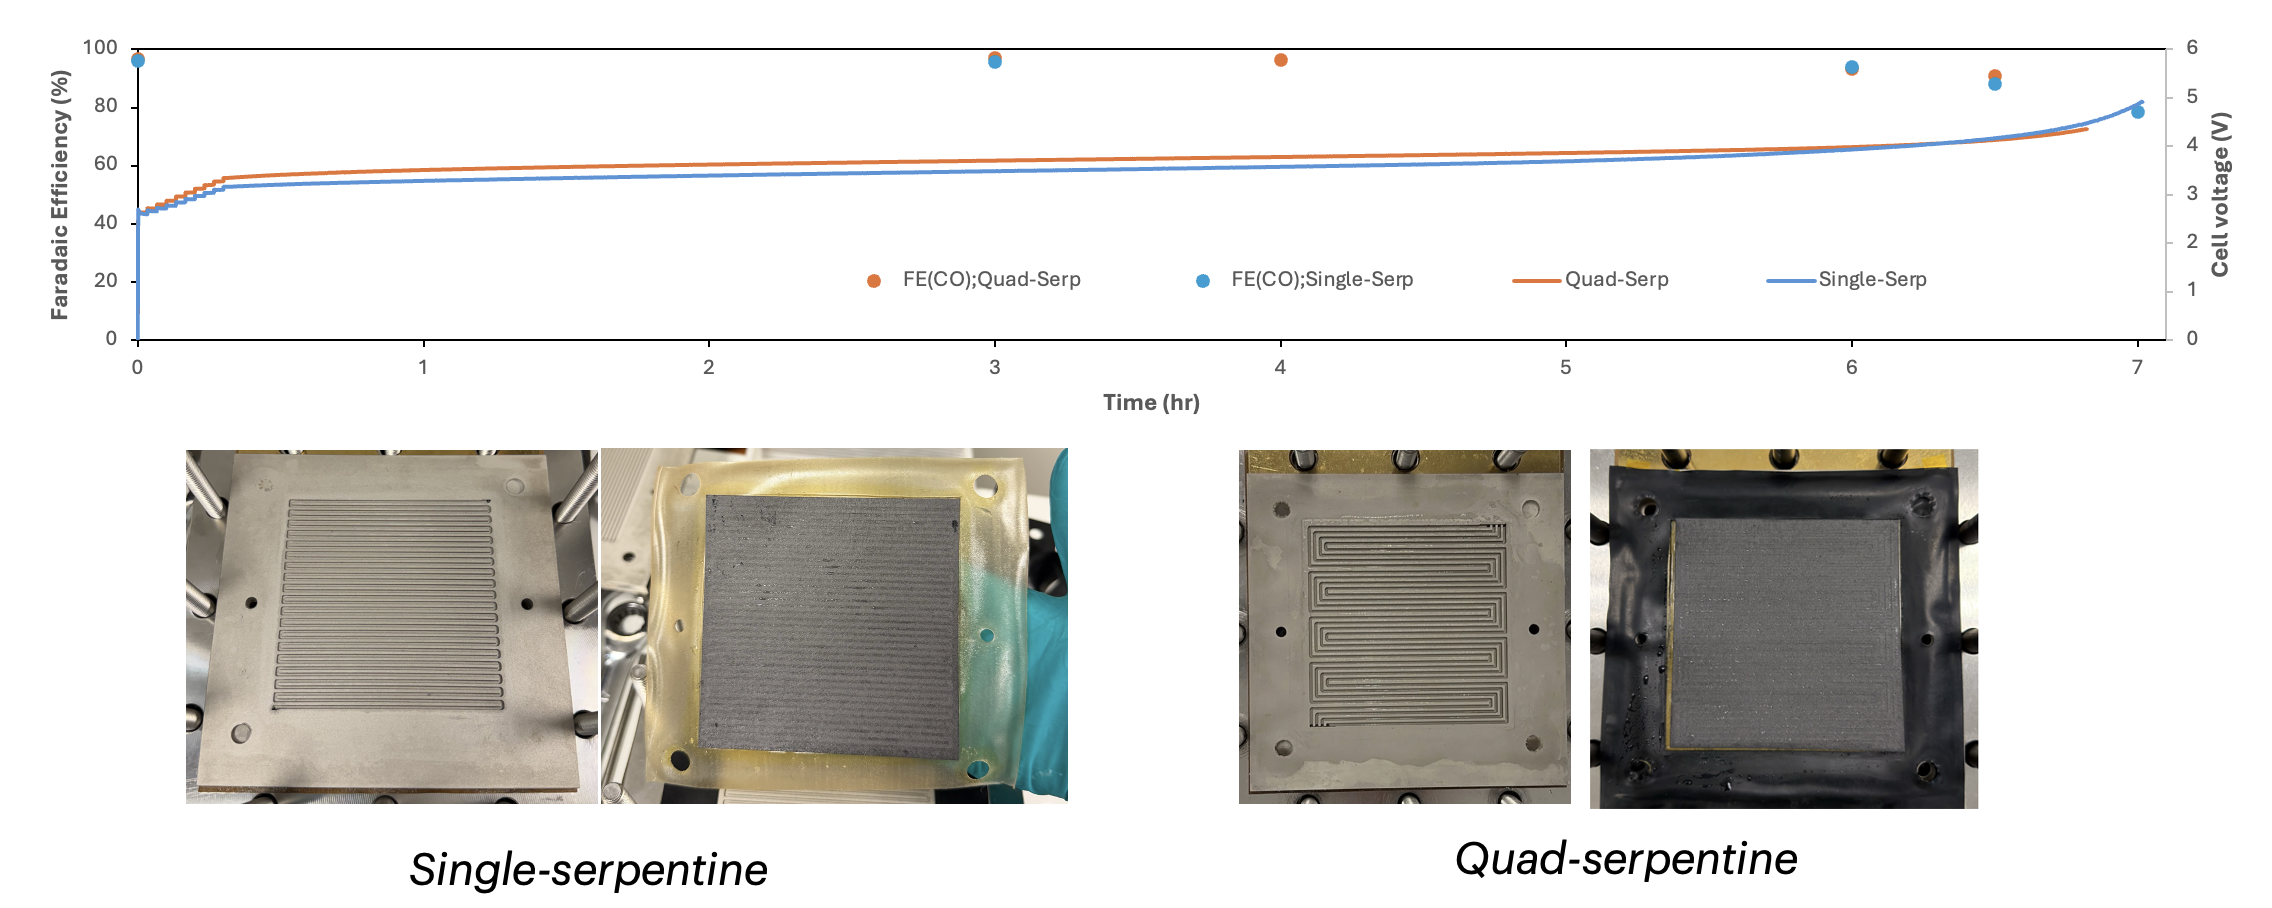 Faradaic Efficiency (%)
100
80
60
40
20
0
6
5
4
3
2
1
0
Cell voltage (V)
FE(CO);Quad-Serp
FE(CO);Single-Serp
Quad-Serp
Single-Serp
0
1
2
3
4
5
6
7
Time (hr)
Single-serpentine
Quad-serpentine